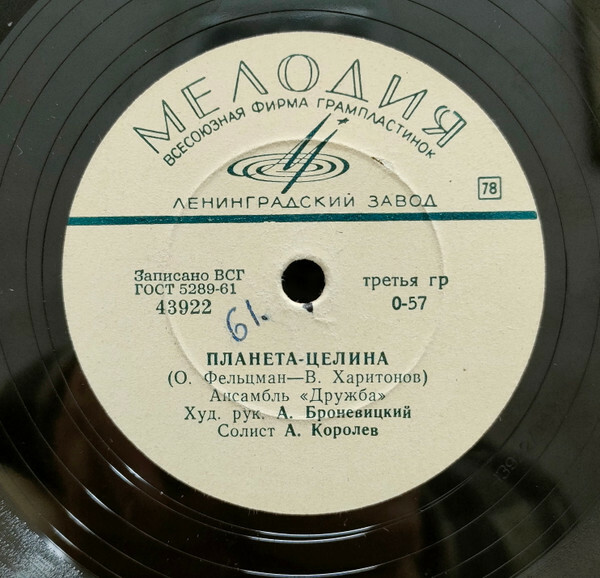 МЕЛОДИЯ
ВСЕСОЮЗНАЯ ФИРМА ГРАМПЛАСТИНОК
ЛЕНИНГРАДСКИЙ ЗАВОД
78
Записано ВСГ
ГОСТ 5289-61
43922
третья гр
0-57
61.
ПЛАНЕТА-ЦЕЛИНА
(О. Фельцман—В. Харитонов)
Ансамбль «Дружба»
Худ. рук. А. Броневицкий
Солист А. Королев